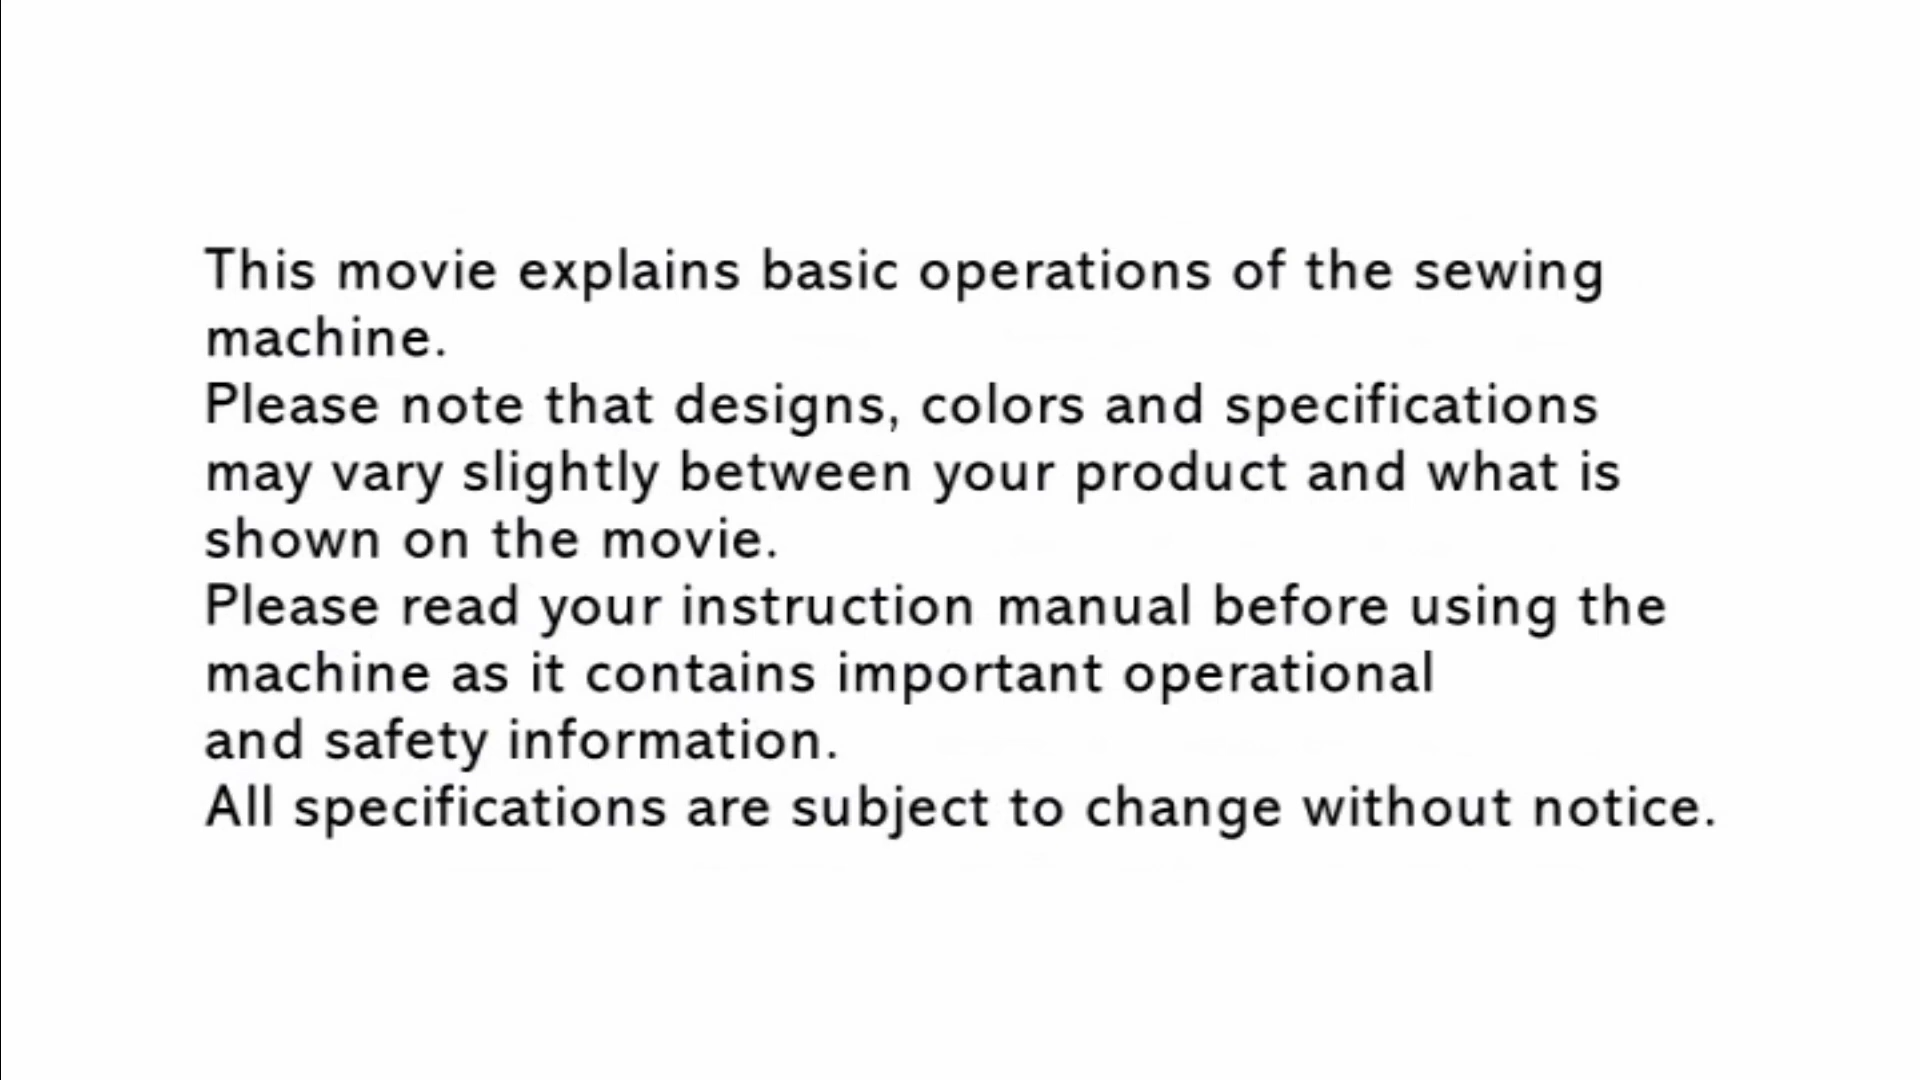 This movie explains basic operations of the sewing
machine.
Please note that designs, colors and specifications
may vary slightly between your product and what is
shown on the movie.
Please read your instruction manual before using the
machine as it contains important operational
and safety information.
All specifications are subject to change without notice.